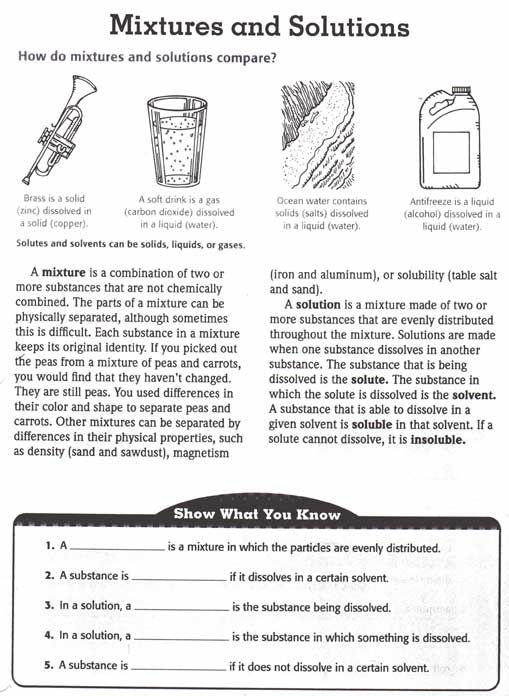 Mixtures and Solutions
How do mixtures and solutions compare?
Brass is a solid
(zinc) dissolved in
a solid (copper).
A soft drink is a gas
(carbon dioxide) dissolved
in a liquid (water).
Ocean water contains
solids (salts) dissolved
in a liquid (water).
Antifreeze is a liquid
(alcohol) dissolved in a
liquid (water).
Solutes and solvents can be solids, liquids, or gases.
A mixture is a combination of two or
more substances that are not chemically
combined. The parts of a mixture can be
physically separated, although sometimes
this is difficult. Each substance in a mixture
keeps its original identity. If you picked out
the peas from a mixture of peas and carrots,
you would find that they haven't changed.
They are still peas. You used differences in
their color and shape to separate peas and
carrots. Other mixtures can be separated by
differences in their physical properties, such
as density (sand and sawdust), magnetism
(iron and aluminum), or solubility (table salt
and sand).
A solution is a mixture made of two or
more substances that are evenly distributed
throughout the mixture. Solutions are made
when one substance dissolves in another
substance. The substance that is being
dissolved is the solute. The substance in
which the solute is dissolved is the solvent.
A substance that is able to dissolve in a
given solvent is soluble in that solvent. If a
solute cannot dissolve, it is insoluble.
Show What You Know
1. A ______________ is a mixture in which the particles are evenly distributed.
2. A substance is ______________ if it dissolves in a certain solvent.
3. In a solution, a ______________ is the substance being dissolved.
4. In a solution, a ______________ is the substance in which something is dissolved.
5. A substance is ______________ if it does not dissolve in a certain solvent.